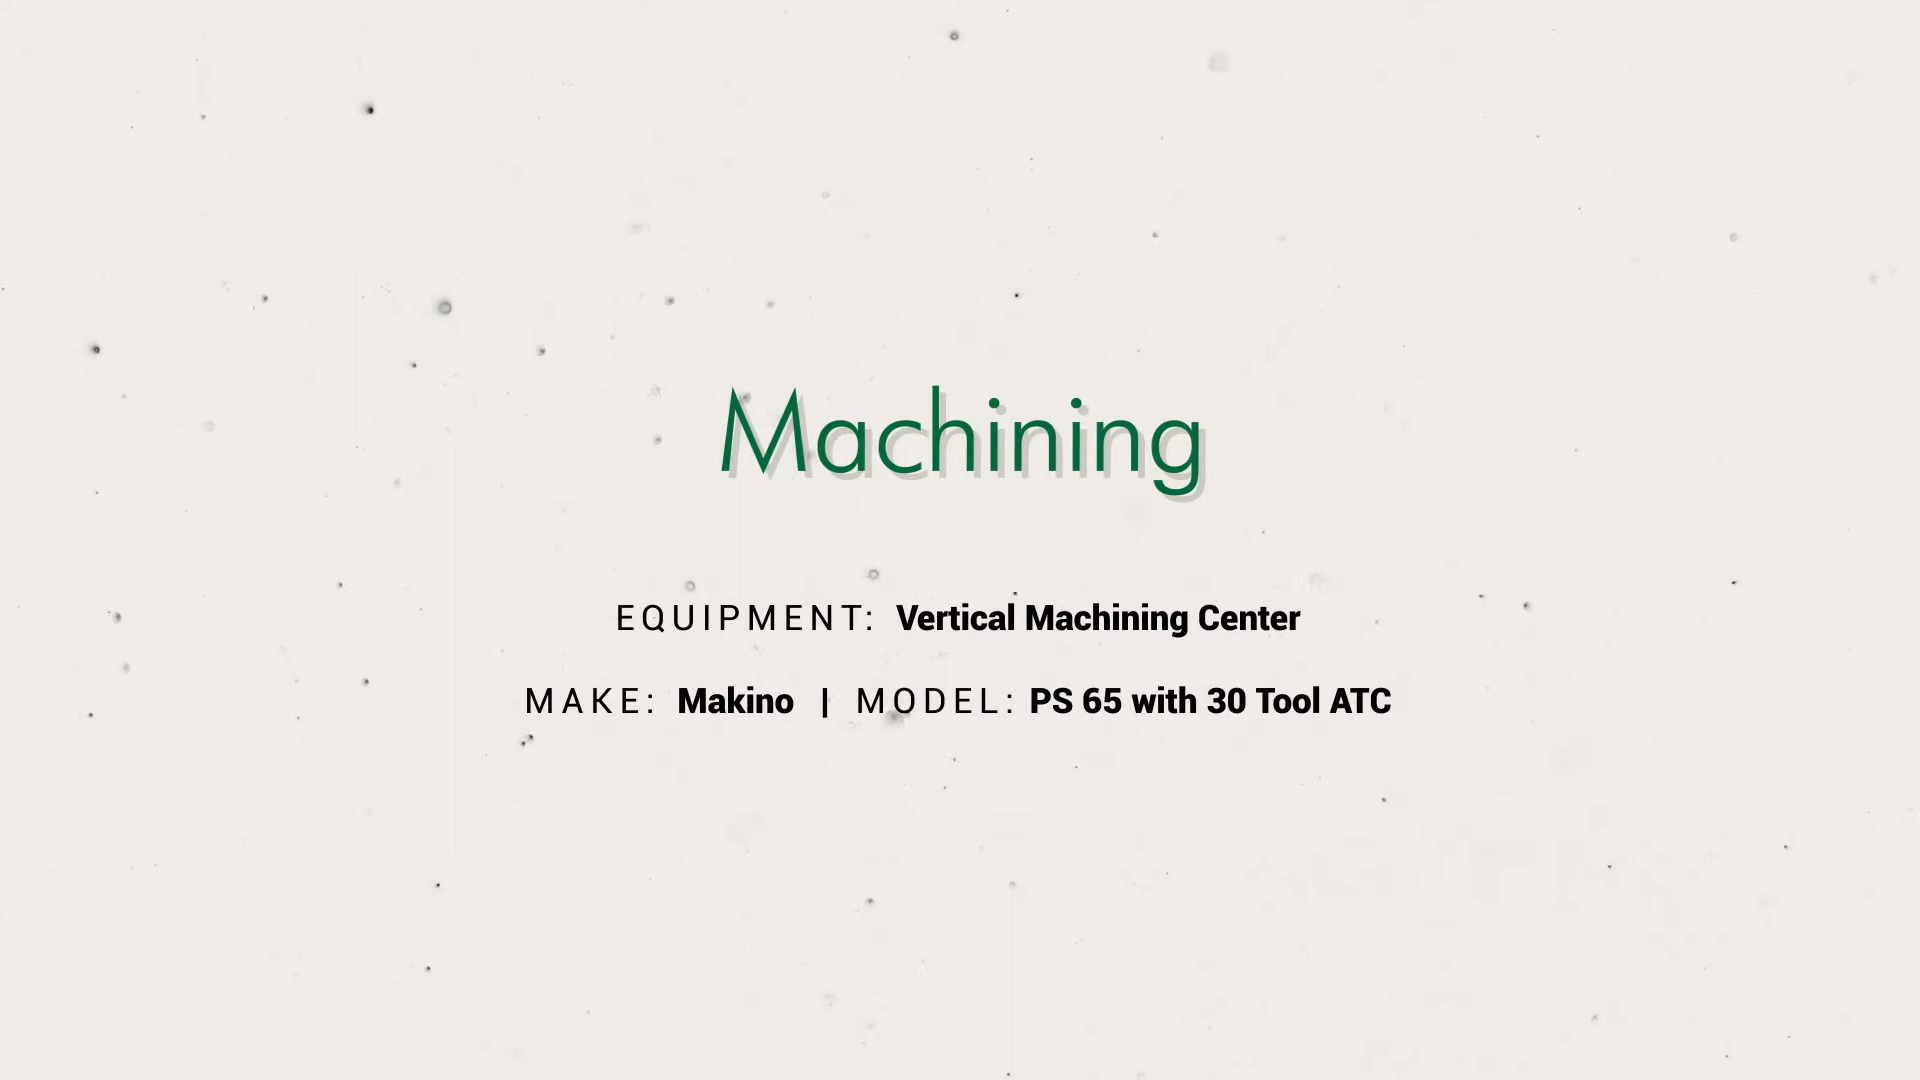 Machining
EQUIPMENT: Vertical Machining Center
MAKE: Makino | MODEL: PS 65 with 30 Tool ATC